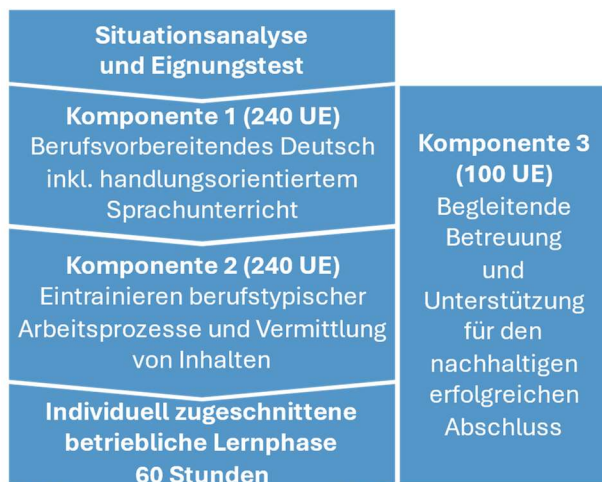 Situationsanalyse
und Eignungstest
Komponente 1 (240 UE)
Berufsvorbereitendes Deutsch
inkl. handlungsorientiertem
Sprachunterricht
Komponente 2 (240 UE)
Eintrainieren berufstypischer
Arbeitsprozesse und Vermittlung
von Inhalten
Individuell zugeschnittene
betriebliche Lernphase
60 Stunden
Komponente 3
(100 UE)
Begleitende
Betreuung
und
Unterstützung
für den
nachhaltigen
erfolgreichen
Abschluss